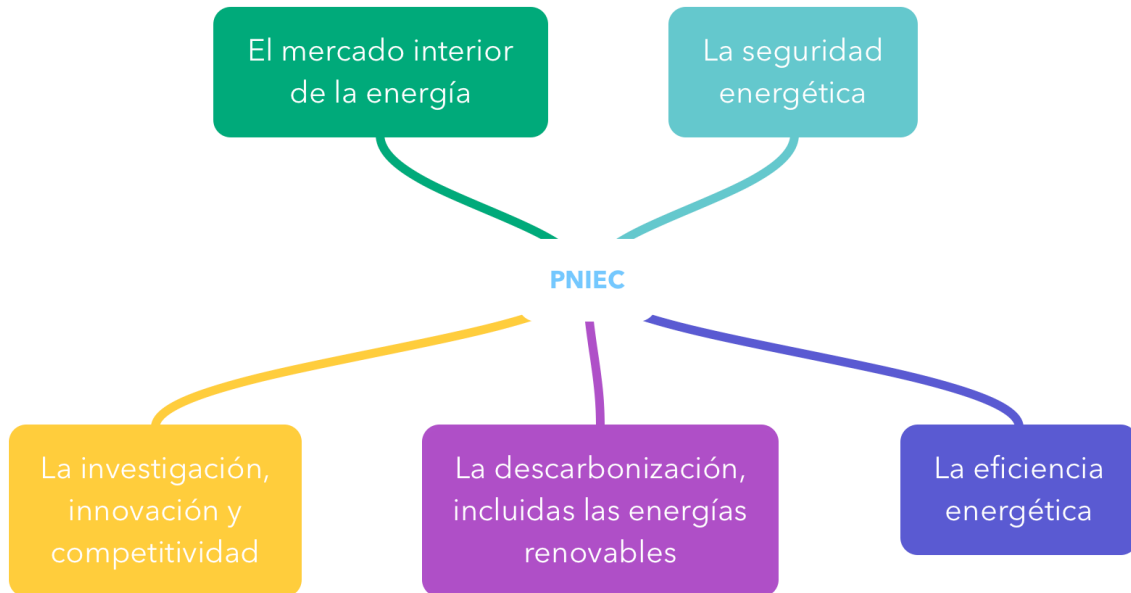 El mercado interior
de la energía
La seguridad
energética
PNIEC
La investigación,
innovación y
competitividad
La descarbonización,
incluidas las energías
renovables
La eficiencia
energética